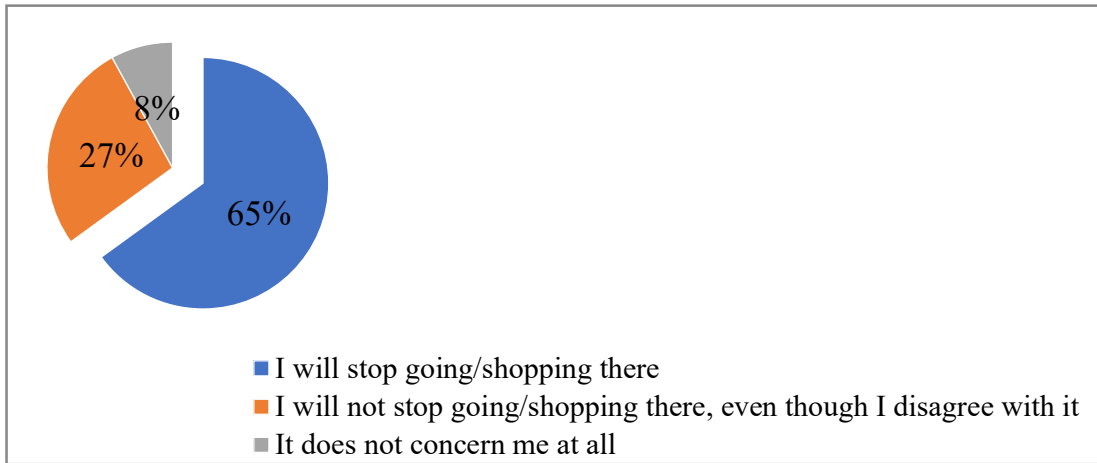 8%
27%
65%
I will stop going/shopping there
I will not stop going/shopping there, even though I disagree with it
It does not concern me at all